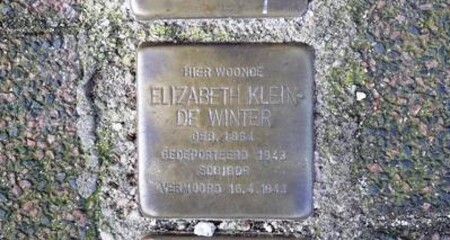 HIER WOONDE
ELIZABETH KLEIN-
DE WINTER
GEB. 1864
GEDEPORTEERD 1943
SOBIBOR
VERMOORD 16.4.1943